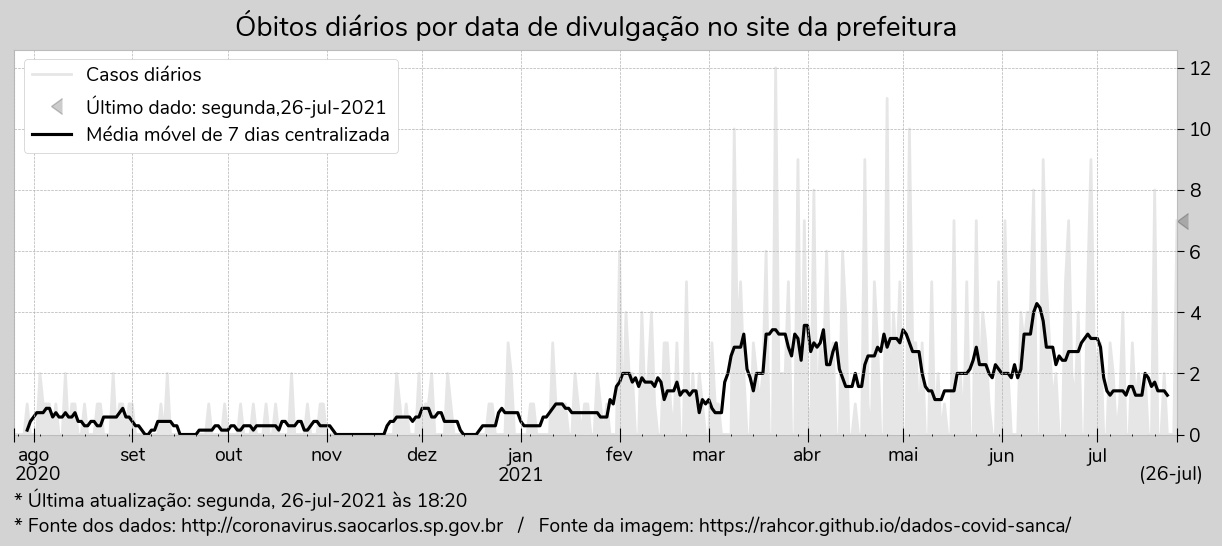 Óbitos diários por data de divulgação no site da prefeitura
Casos diários
Último dado: segunda,26-jul-2021
Média móvel de 7 dias centralizada
12
10
8
6
4
2
0
ago set out nov dez jan fev mar abr mai jun jul
2020 2021 (26-jul)
* Última atualização: segunda, 26-jul-2021 às 18:20
* Fonte dos dados: http://coronavirus.saocarlos.sp.gov.br / Fonte da imagem: https://rahcor.github.io/dados-covid-sanca/